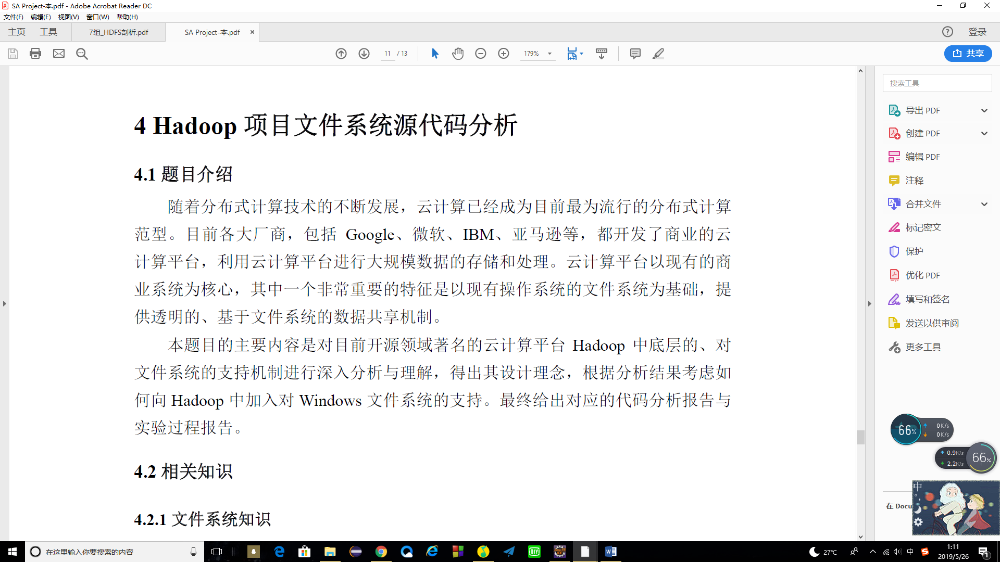 SA Project-本.pdf - Adobe Acrobat Reader DC
文件(F) 编辑(E) 视图(V) 窗口(W) 帮助(H)
主页 工具 7组_HDFS剖析.pdf SA Project-本.pdf × ? 登录
11 / 13 179% 共享
搜索工具
导出 PDF
创建 PDF
编辑 PDF
注释
合并文件
标记密文
保护
优化 PDF
填写和签名
发送以供审阅
更多工具
4 Hadoop 项目文件系统源代码分析
4.1 题目介绍
随着分布式计算技术的不断发展，云计算已经成为目前最为流行的分布式计算
范型。目前各大厂商，包括 Google、微软、IBM、亚马逊等，都开发了商业的云
计算平台，利用云计算平台进行大规模数据的存储和处理。云计算平台以现有的商
业系统为核心，其中一个非常重要的特征是以现有操作系统的文件系统为基础，提
供透明的、基于文件系统的数据共享机制。
本题目的主要内容是对目前开源领域著名的云计算平台 Hadoop 中底层的、对
文件系统的支持机制进行深入分析与理解，得出其设计理念，根据分析结果考虑如
何向 Hadoop 中加入对 Windows 文件系统的支持。最终给出对应的代码分析报告与
实验过程报告。
4.2 相关知识
4.2.1 文件系统知识
66% 0K/s
0K/s
0.9K/s
2.2K/s 66%
中
在 Docu
在这里输入你要搜索的内容
QIY
27℃ 中 1:11
2019/5/26
1